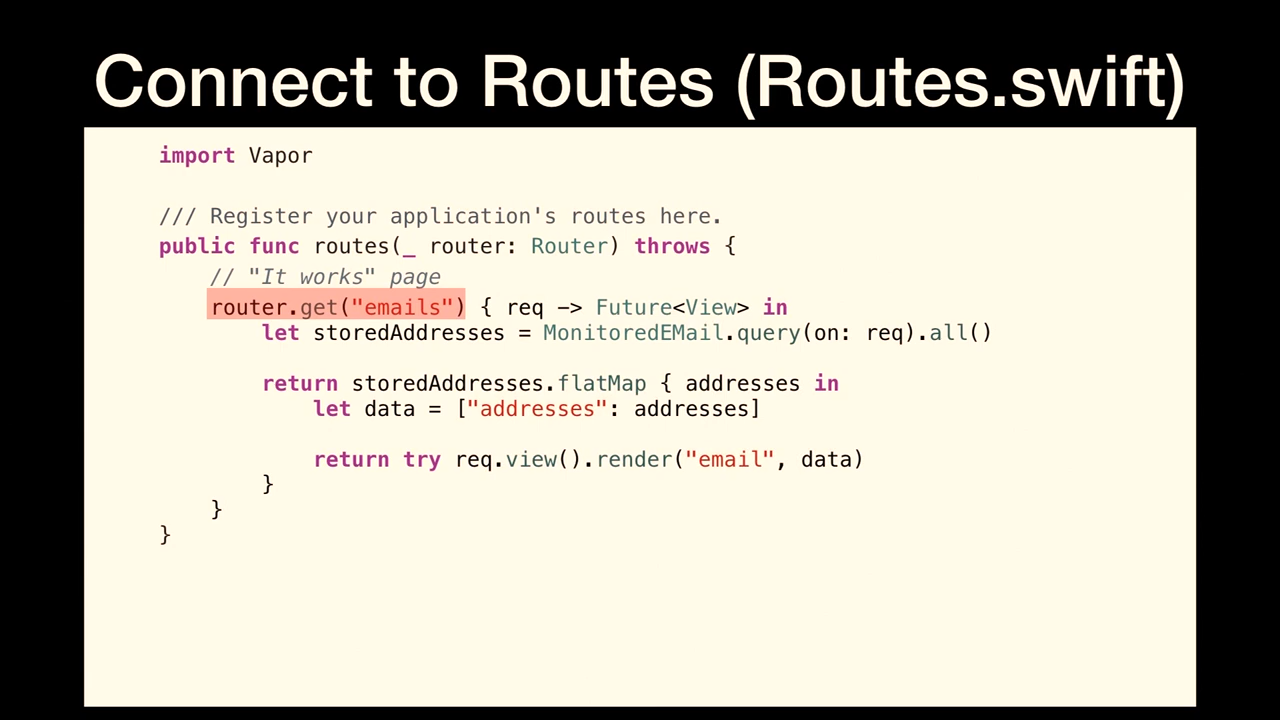 Connect to Routes (Routes.swift)
import Vapor
/// Register your application's routes here.
public func routes(_ router: Router) throws {
// "It works" page
router.get("emails") { req -> Future<View> in
let storedAddresses = MonitoredEMail.query(on: req).all()
return storedAddresses.flatMap { addresses in
let data = ["addresses": addresses]
return try req.view().render("email", data)
}
}
}